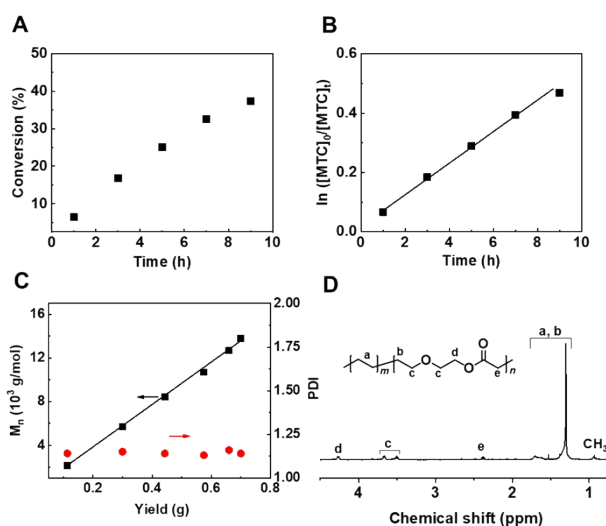 A
Conversion (%)
50
40
30
20
10
0 2 4 6 8 10
Time (h)
B
ln ([MTC]0/[MTC]t)
0.6
0.4
0.2
0.0
0 2 4 6 8 10
Time (h)
C
Mn (10³ g/mol)
16
12
8
4
2.00
1.75
1.50
1.25
1.00
PDI
0.2 0.4 0.6 0.8
Yield (g)
D
a, b
a b d O
m O O n
c c e
d c e CH3
4 3 2 1
Chemical shift (ppm)